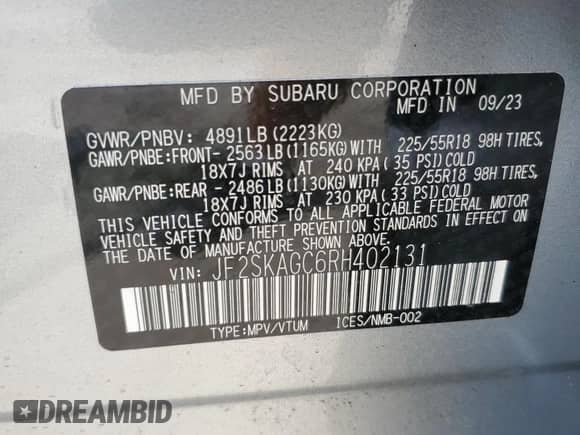 MFD BY SUBARU CORPORATION
MFD IN 09/23
GVWR/PNBV: 4891LB(2223KG)
GAWR/PNBE:FRONT- 2563LB(1165KG)WITH 225/55R18 98H TIRES,
18X7J RIMS AT 240 KPA(35 PSI)COLD
GAWR/PNBE:REAR - 2486LB(1130KG)WITH 225/55R18 98H TIRES,
18X7J RIMS AT 230 KPA(33 PSI)COLD
THIS VEHICLE CONFORMS TO ALL APPLICABLE FEDERAL MOTOR
VEHICLE SAFETY AND THEFT PREVENTION STANDARDS IN EFFECT ON
THE DATE OF MANUFACTURE SHOWN ABOVE.
VIN: JF2SKAGC6RH402131
TYPE:MPV/VTUM ICES/NMB-002
DREAMBID